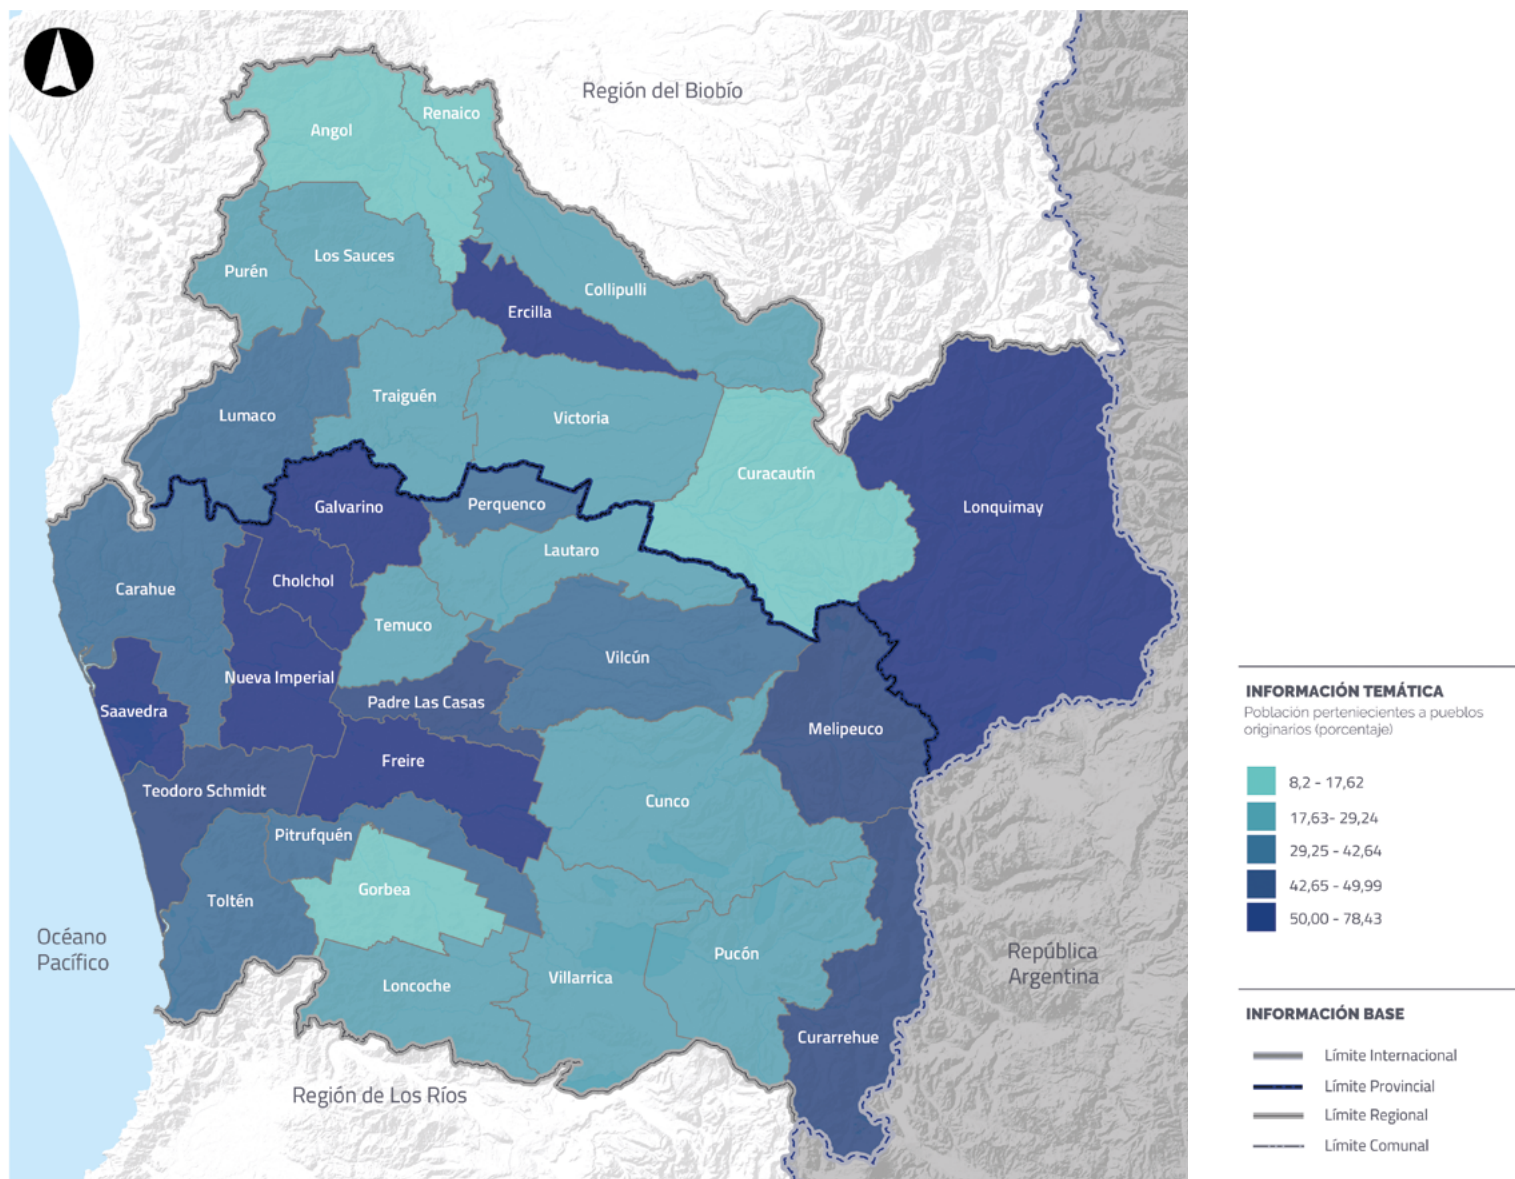 Región del Biobío
Renaico
Angol
Los Sauces
Purén
Collipulli
Ercilla
Traiguén
Lumaco
Victoria
Curacautín
Galvarino
Perquenco
Lonquimay
Lautaro
Cholchol
Carahue
Temuco
Vilcún
Nueva Imperial
Padre Las Casas
Saavedra
Melipeuco
Freire
Teodoro Schmidt
Cunco
Pitrufquén
Gorbea
Toltén
Océano
Pacífico
Pucón
Villarrica
Loncoche
República
Argentina
Curarrehue
Región de Los Ríos
INFORMACIÓN TEMÁTICA
Población perteniecientes a pueblos
originarios (porcentaje)
8,2 - 17,62
17,63- 29,24
29,25 - 42,64
42,65 - 49,99
50,00 - 78,43
INFORMACIÓN BASE
Límite Internacional
Límite Provincial
Límite Regional
Límite Comunal